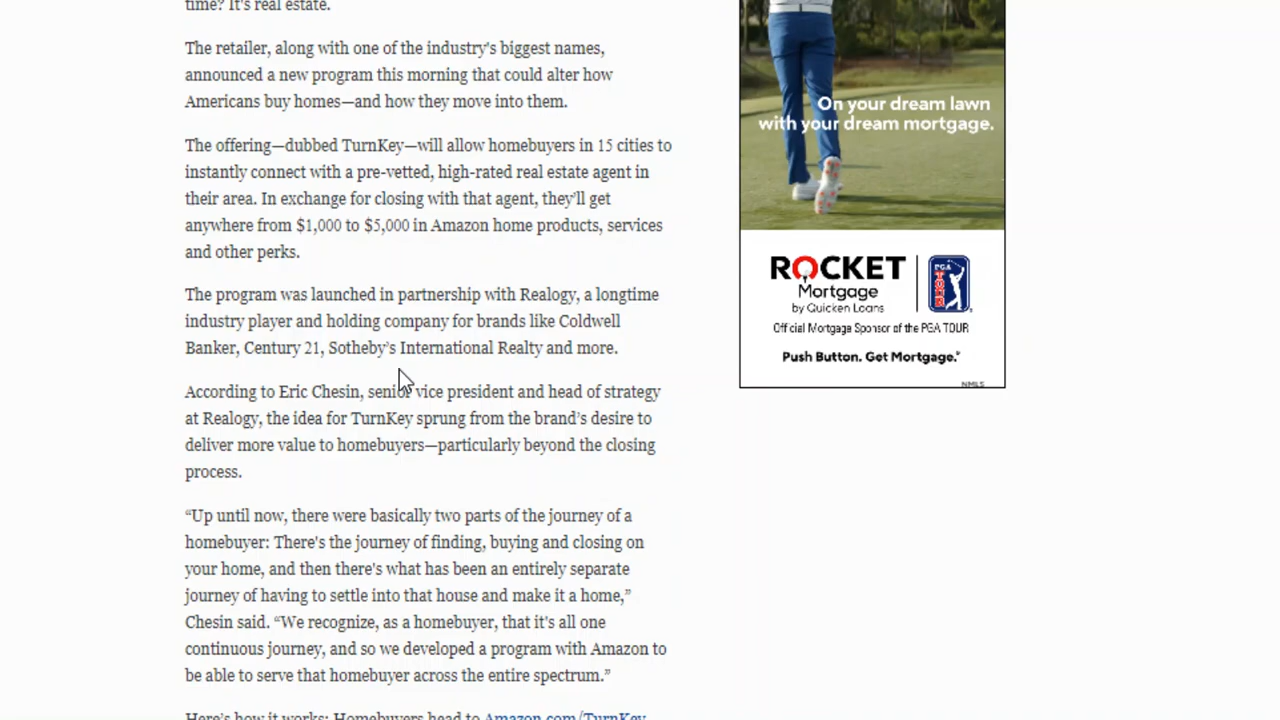 time? It's real estate.
The retailer, along with one of the industry's biggest names,
announced a new program this morning that could alter how
Americans buy homes—and how they move into them.
The offering—dubbed TurnKey—will allow homebuyers in 15 cities to
instantly connect with a pre-vetted, high-rated real estate agent in
their area. In exchange for closing with that agent, they'll get
anywhere from $1,000 to $5,000 in Amazon home products, services
and other perks.
The program was launched in partnership with Realogy, a longtime
industry player and holding company for brands like Coldwell
Banker, Century 21, Sotheby's International Realty and more.
According to Eric Chesin, senior vice president and head of strategy
at Realogy, the idea for TurnKey sprung from the brand's desire to
deliver more value to homebuyers—particularly beyond the closing
process.
“Up until now, there were basically two parts of the journey of a
homebuyer: There's the journey of finding, buying and closing on
your home, and then there's what has been an entirely separate
journey of having to settle into that house and make it a home,”
Chesin said. “We recognize, as a homebuyer, that it's all one
continuous journey, and so we developed a program with Amazon to
be able to serve that homebuyer across the entire spectrum.”
Here's how it works: Homebuyers head to Amazon.com/TurnKey,
On your dream lawn
with your dream mortgage.
ROCKET
Mortgage
by Quicken Loans
PGA
TOUR
Official Mortgage Sponsor of the PGA TOUR
Push Button. Get Mortgage.®
NMLS